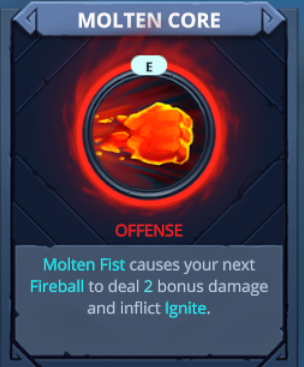 MOLTEN CORE
E
OFFENSE
Molten Fist causes your next
Fireball to deal 2 bonus damage
and inflict Ignite.